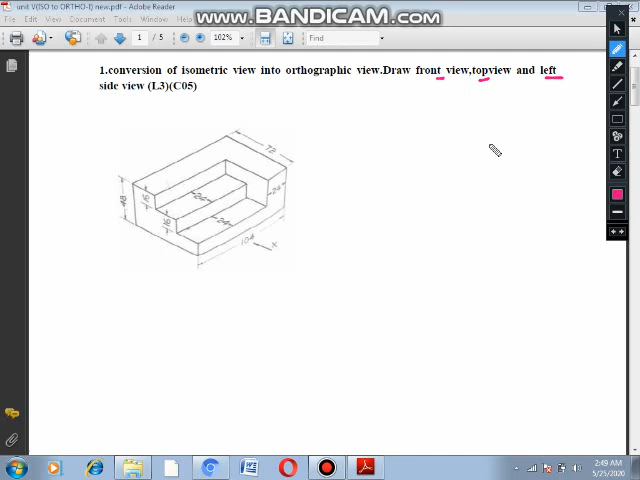 unit V(ISO to ORTHO-I) new.pdf - Adobe Reader
WWW.BANDICAM.COM
File Edit View Document Tools Window Help
1 / 5 102% Find
1.conversion of isometric view into orthographic view.Draw front view,topview and left
side view (L3)(C05)
72
48
16
24
24
16
24
104
X
T
2:49 AM
5/25/2020